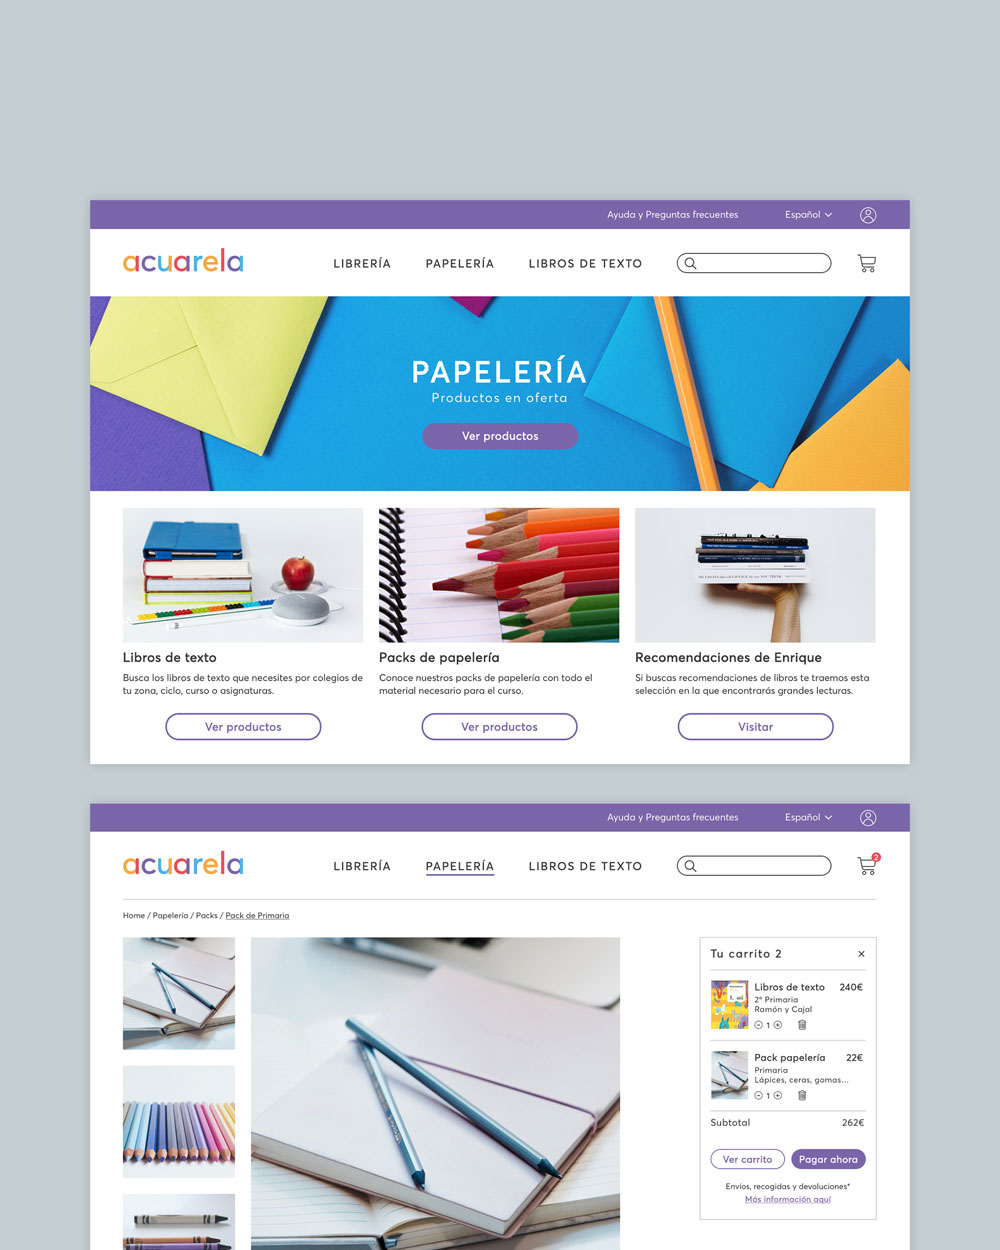 Ayuda y Preguntas frecuentes
Español
acuarela
LIBRERÍA
PAPELERÍA
LIBROS DE TEXTO
PAPELERÍA
Productos en oferta
Ver productos
Libros de texto
Busca los libros de texto que necesites por colegios de
tu zona, ciclo, curso o asignaturas.
Ver productos
Packs de papelería
Conoce nuestros packs de papelería con todo el
material necesario para el curso.
Ver productos
Recomendaciones de Enrique
Si buscas recomendaciones de libros te traemos esta
selección en la que encontrarás grandes lecturas.
Visitar
Ayuda y Preguntas frecuentes
Español
acuarela
LIBRERÍA
PAPELERÍA
LIBROS DE TEXTO
2
Home / Papelería / Packs / Pack de Primaria
Tu carrito 2
Libros de texto 240€
2º Primaria
Ramón y Cajal
1
Pack papelería 22€
Primaria
Lápices, ceras, gomas...
1
Subtotal 262€
Ver carrito
Pagar ahora
Envíos, recogidas y devoluciones*
Más información aquí